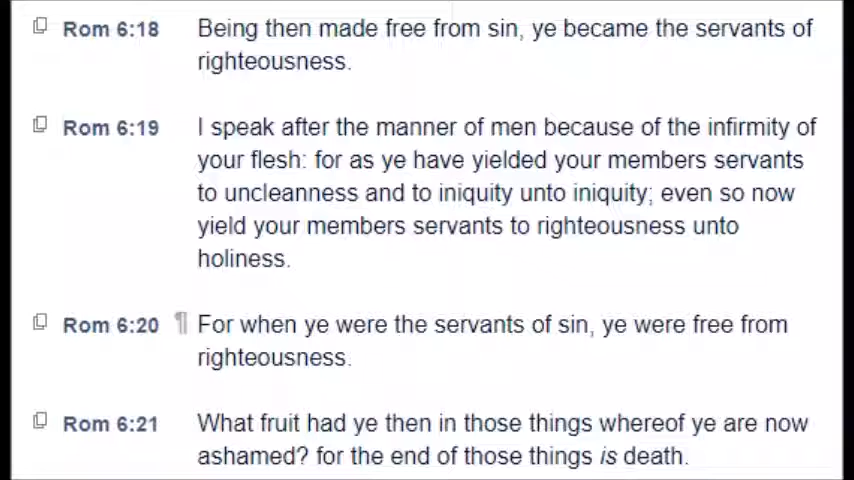 Rom 6:18 Being then made free from sin, ye became the servants of
righteousness.
Rom 6:19 I speak after the manner of men because of the infirmity of
your flesh: for as ye have yielded your members servants
to uncleanness and to iniquity unto iniquity; even so now
yield your members servants to righteousness unto
holiness.
Rom 6:20 ¶ For when ye were the servants of sin, ye were free from
righteousness.
Rom 6:21 What fruit had ye then in those things whereof ye are now
ashamed? for the end of those things is death.